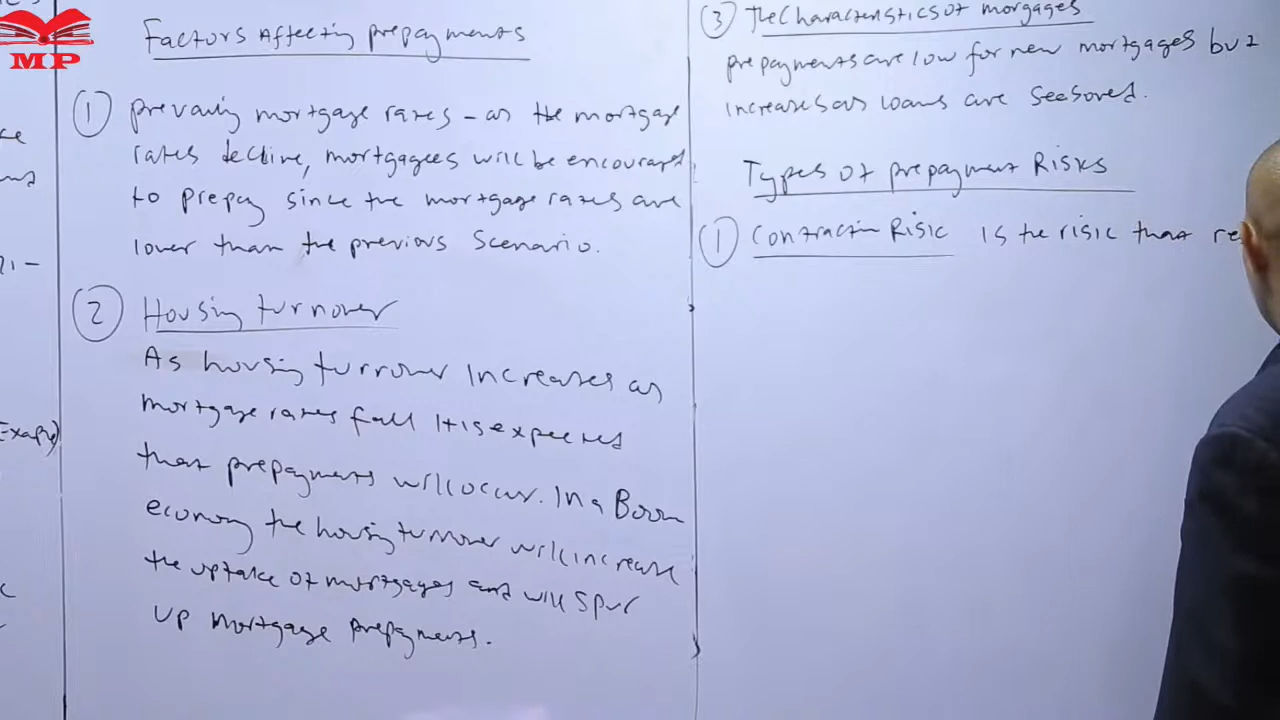 MP
Factors Affecting prepayments
① prevailing mortgage rates - as the mortgage
rates decline, mortgagees will be encouraged
to prepay since the mortgage rates are
lower than the previous Scenario.
② Housing turnover
As housing turnover increases as
mortgage rates fall it is expected
that prepayments will occur. In a Boom
economy the housing turnover will increase
the uptake of mortgages and will spur
up mortgage prepayments.
③ The Characteristics of morgages
prepayments are low for new mortgages but
increases as loans are Seasoned.
Types of prepayment Risks
① Contraction Risk is the risk that re